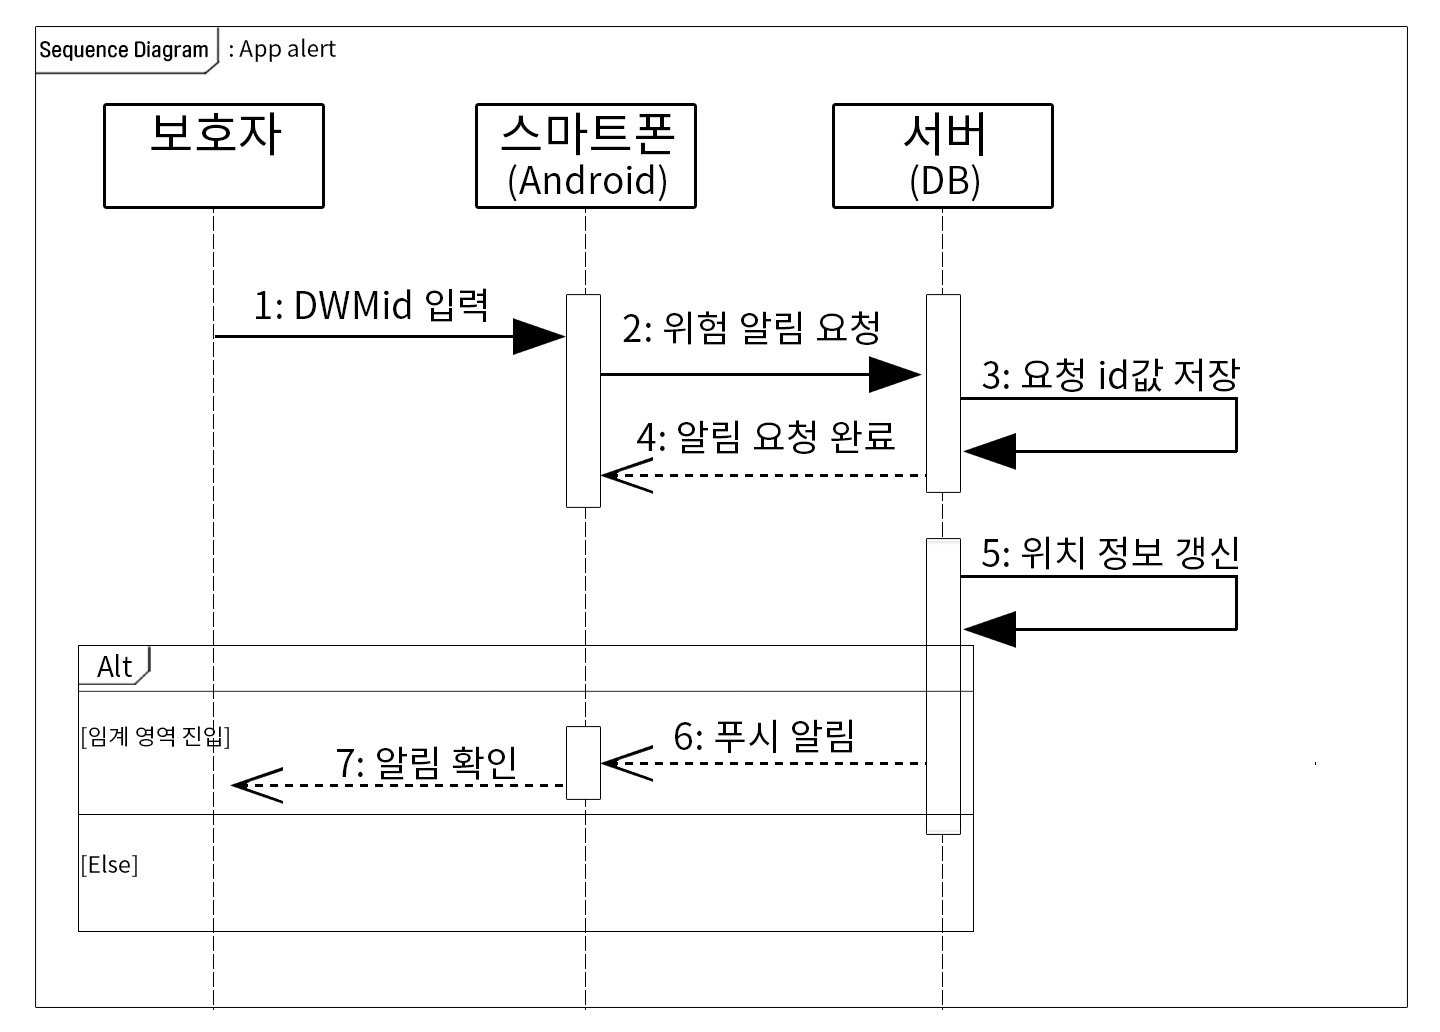 Sequence Diagram : App alert
보호자
스마트폰
(Android)
서버
(DB)
1: DWMid 입력
2: 위험 알림 요청
3: 요청 id값 저장
4: 알림 요청 완료
5: 위치 정보 갱신
Alt
[임계 영역 진입]
6: 푸시 알림
7: 알림 확인
[Else]